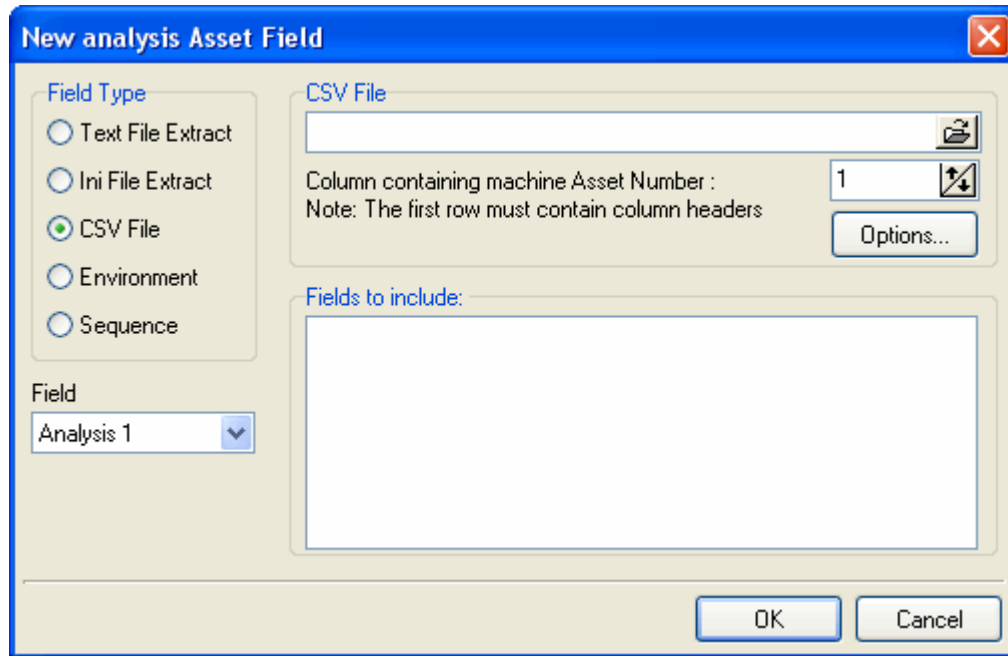 New analysis Asset Field
Field Type
Text File Extract
Ini File Extract
CSV File
Environment
Sequence
Field
Analysis 1
CSV File
Column containing machine Asset Number :
1
Note: The first row must contain column headers
Options...
Fields to include:
OK
Cancel